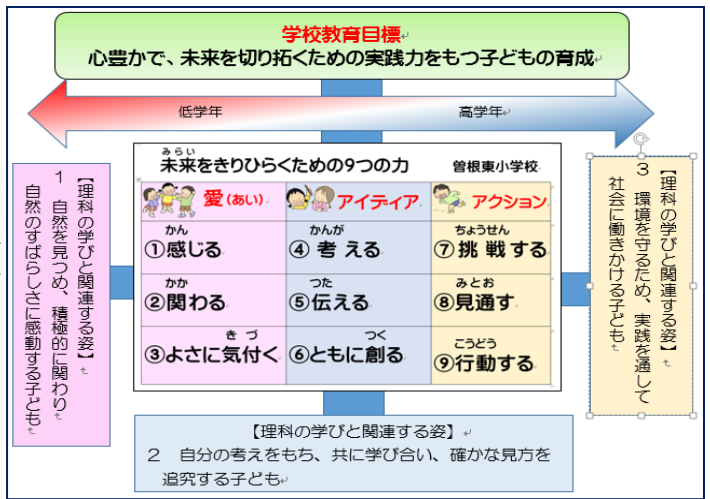 学校教育目標
心豊かで、未来を切り拓くための実践力をもつ子どもの育成
低学年
高学年
【理科の学びと関連する姿】
1 自然を見つめ、積極的に関わり
自然のすばらしさに感動する子ども
みらい
未来をきりひらくための9つの力
曽根東小学校
愛(あい)
アイディア
アクション
かん
①感じる
かんが
④考える
ちょうせん
⑦挑戦する
かか
②関わる
つた
⑤伝える
みとお
⑧見通す
きづ
③よさに気付く
つく
⑥ともに創る
こうどう
⑨行動する
【理科の学びと関連する姿】
3 環境を守るため、実践を通して
社会に働きかける子ども
【理科の学びと関連する姿】
2 自分の考えをもち、共に学び合い、確かな見方を
追究する子ども